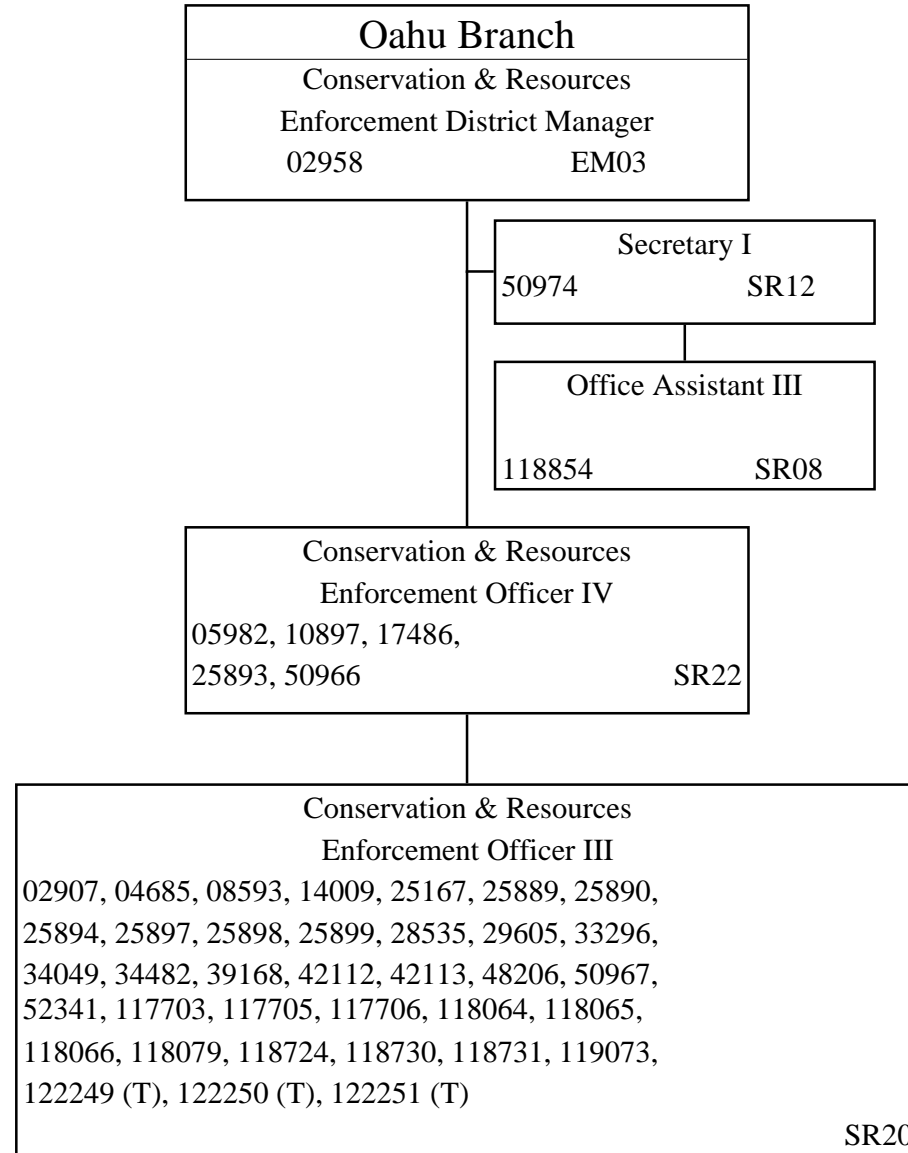 Oahu Branch
Conservation & Resources
Enforcement District Manager
02958 EM03
Secretary I
50974 SR12
Office Assistant III
118854 SR08
Conservation & Resources
Enforcement Officer IV
05982, 10897, 17486,
25893, 50966 SR22
Conservation & Resources
Enforcement Officer III
02907, 04685, 08593, 14009, 25167, 25889, 25890,
25894, 25897, 25898, 25899, 28535, 29605, 33296,
34049, 34482, 39168, 42112, 42113, 48206, 50967,
52341, 117703, 117705, 117706, 118064, 118065,
118066, 118079, 118724, 118730, 118731, 119073,
122249 (T), 122250 (T), 122251 (T)
SR20